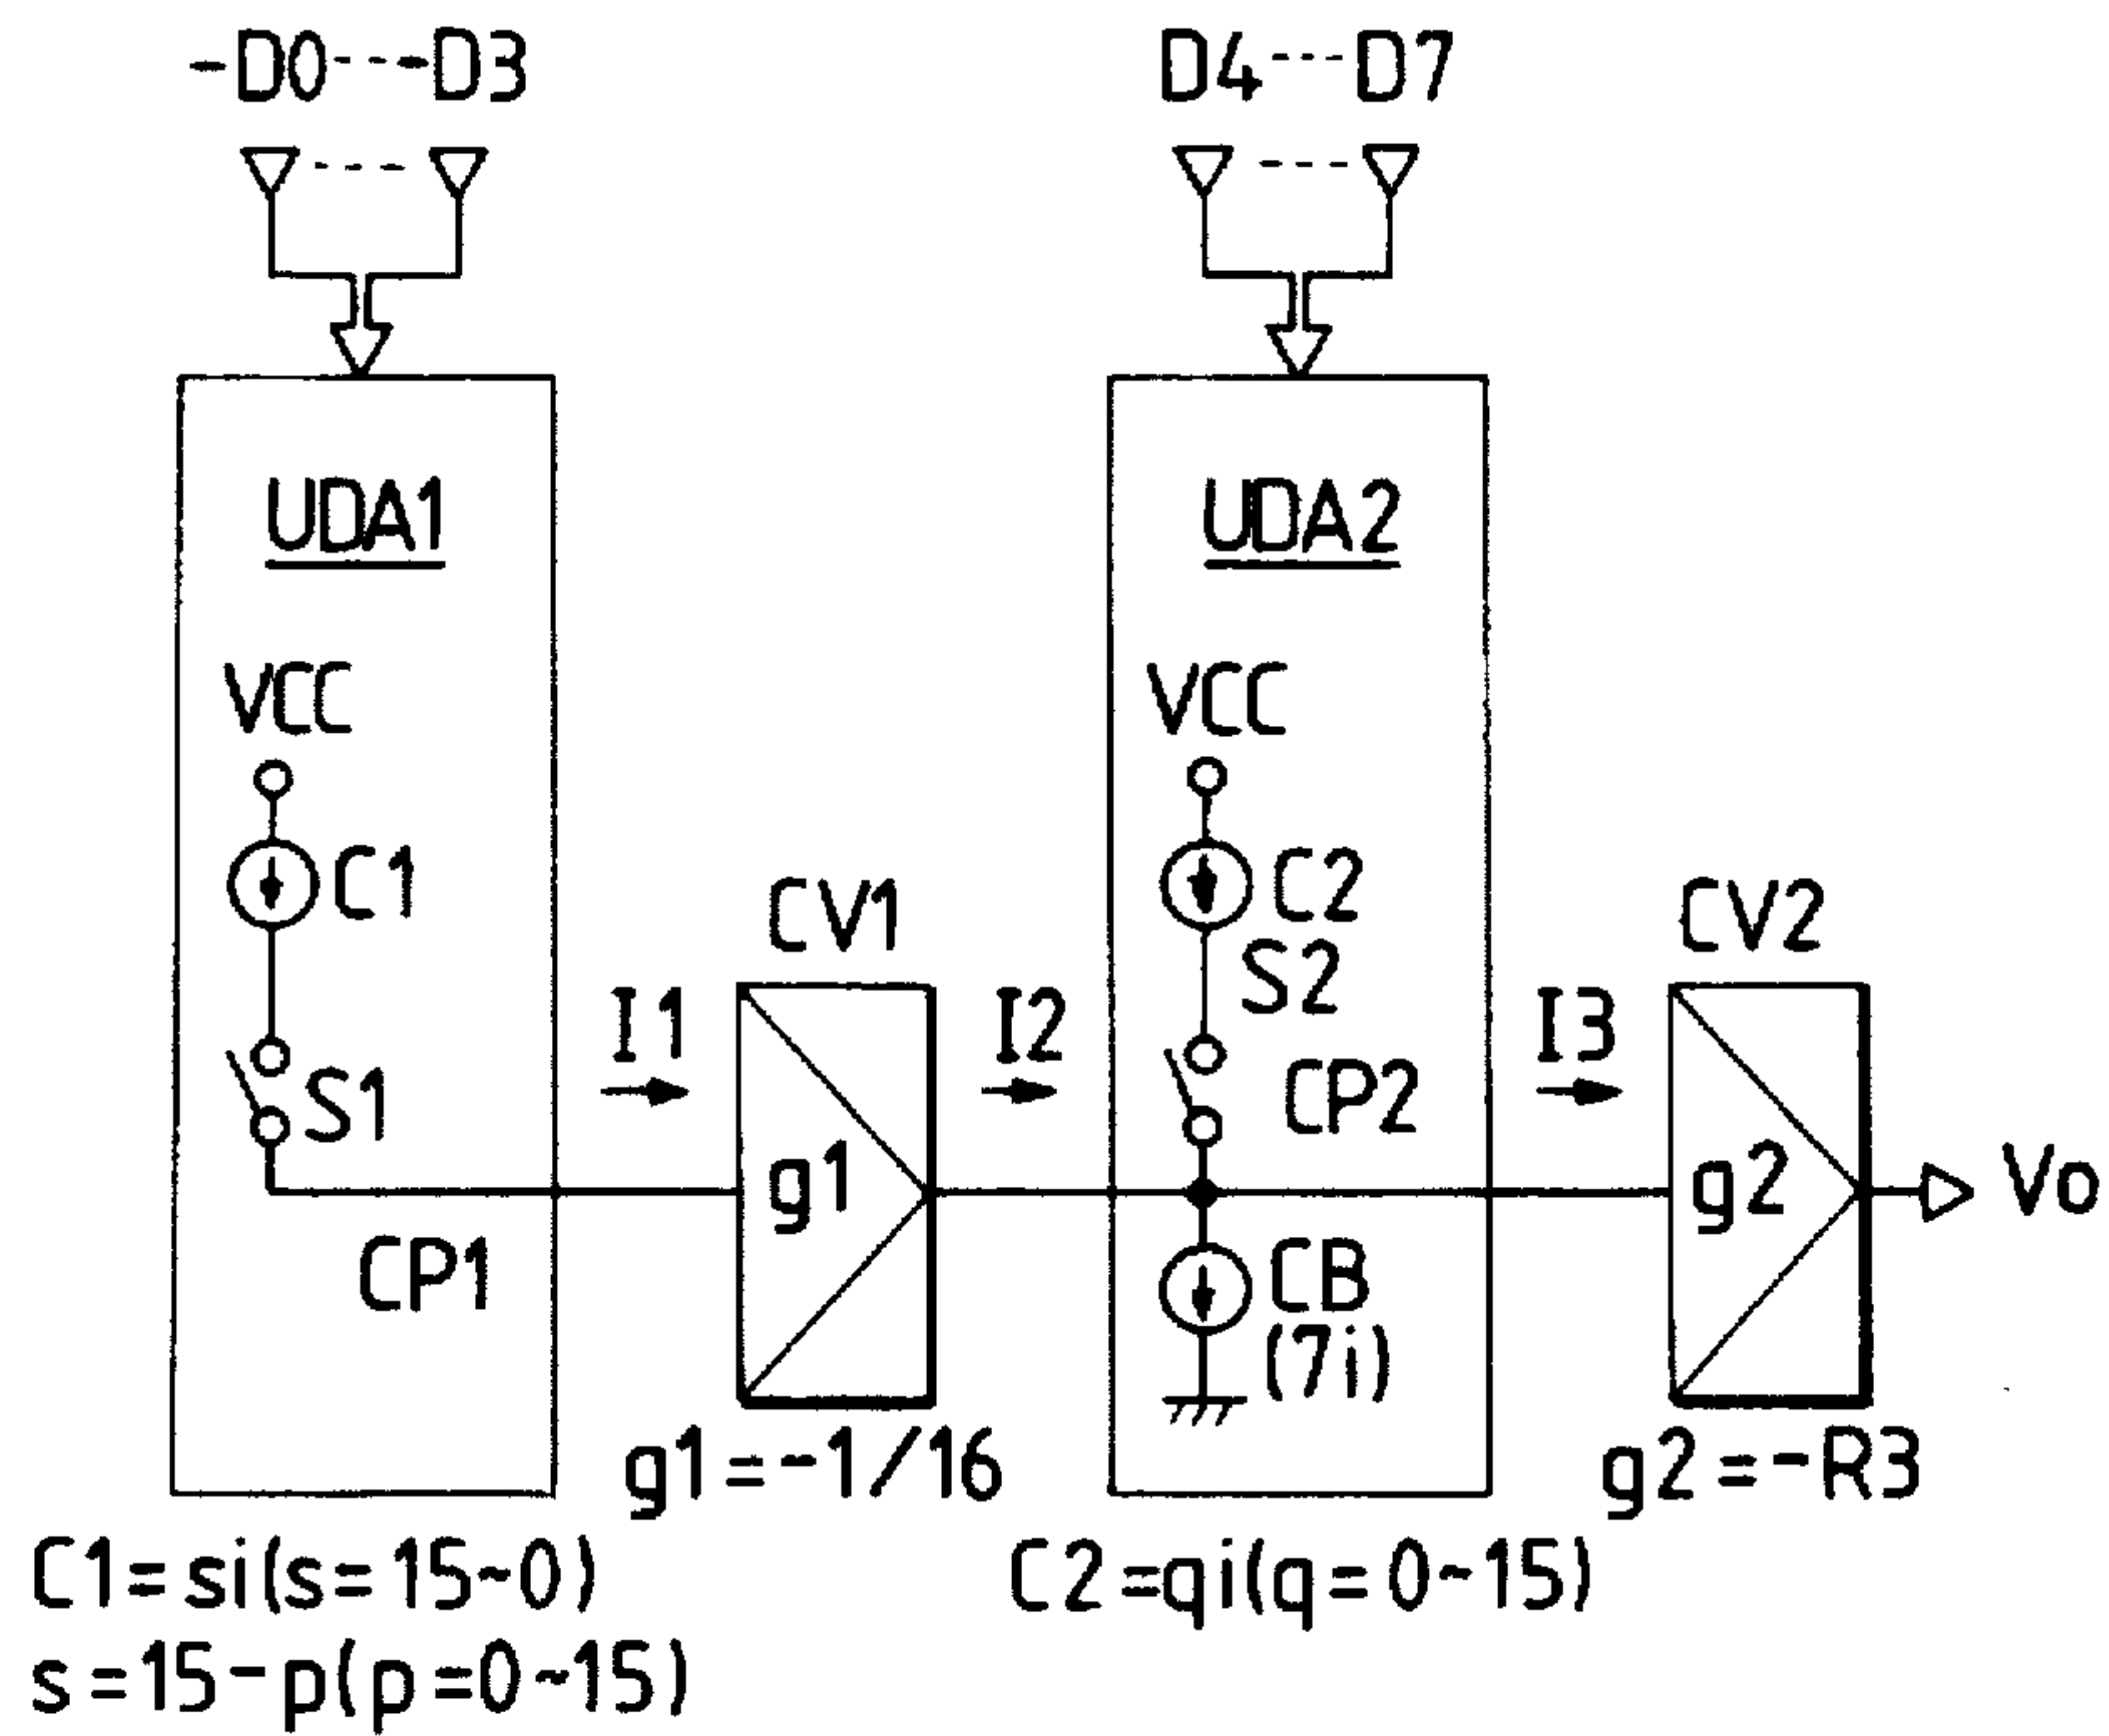 -D0---D3 D4---D7
UDA1 UDA2
VCC VCC
C1 C2
S2
CV1 CV2
I1 I2 I3
S1 CP2
g1 g2 Vo
CP1 CB
(7i)
g1=-1/16 g2=-R3
C1=si(s=15~0) C2=qi(q=0~15)
s=15-p(p=0~15)